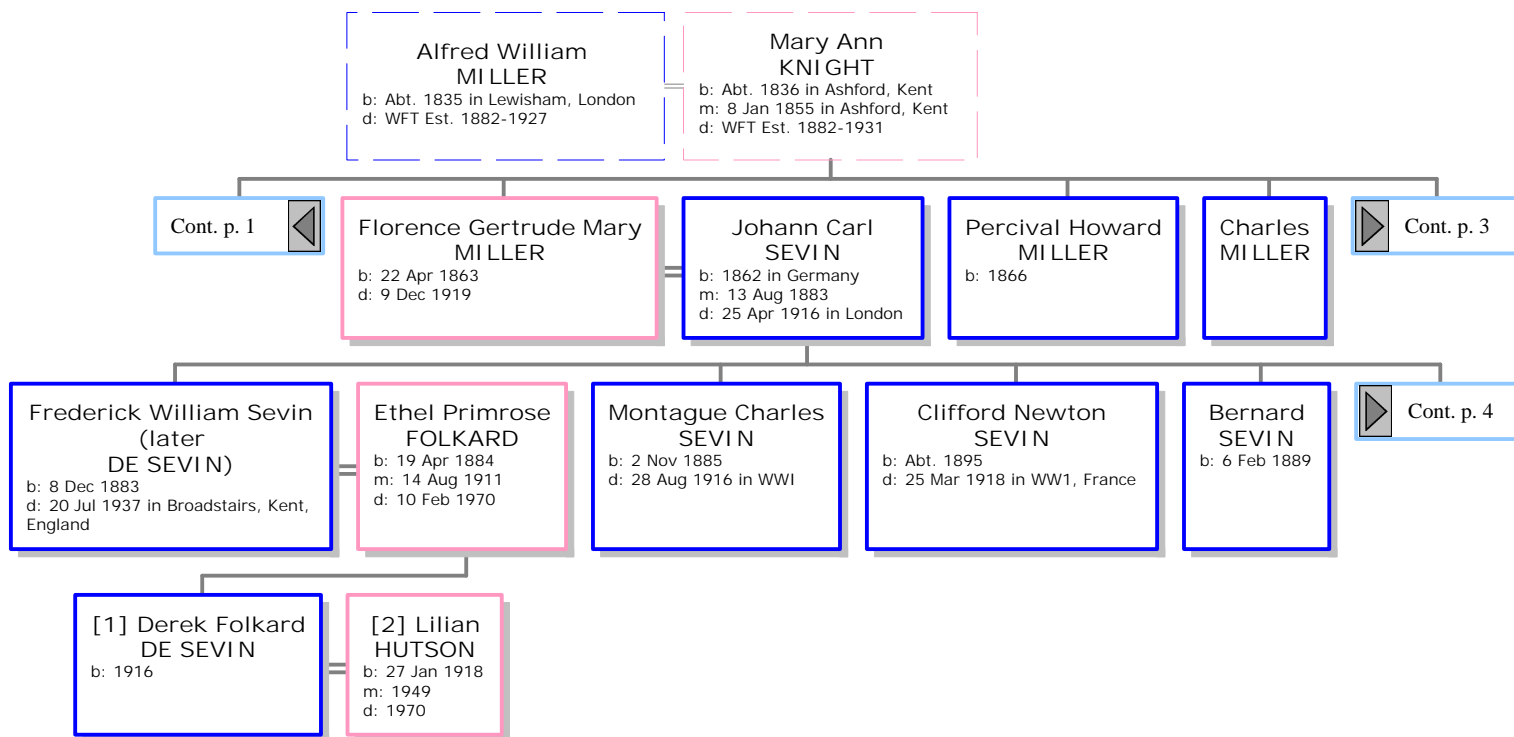 Alfred William
MILLER
b: Abt. 1835 in Lewisham, London
d: WFT Est. 1882-1927
Mary Ann
KNIGHT
b: Abt. 1836 in Ashford, Kent
m: 8 Jan 1855 in Ashford, Kent
d: WFT Est. 1882-1931
Cont. p. 1
Florence Gertrude Mary
MILLER
b: 22 Apr 1863
d: 9 Dec 1919
Johann Carl
SEVIN
b: 1862 in Germany
m: 13 Aug 1883
d: 25 Apr 1916 in London
Percival Howard
MILLER
b: 1866
Charles
MILLER
Cont. p. 3
Frederick William Sevin
(later
DE SEVIN)
b: 8 Dec 1883
d: 20 Jul 1937 in Broadstairs, Kent,
England
Ethel Primrose
FOLKARD
b: 19 Apr 1884
m: 14 Aug 1911
d: 10 Feb 1970
Montague Charles
SEVIN
b: 2 Nov 1885
d: 28 Aug 1916 in WWI
Clifford Newton
SEVIN
b: Abt. 1895
d: 25 Mar 1918 in WW1, France
Bernard
SEVIN
b: 6 Feb 1889
Cont. p. 4
[1] Derek Folkard
DE SEVIN
b: 1916
[2] Lilian
HUTSON
b: 27 Jan 1918
m: 1949
d: 1970